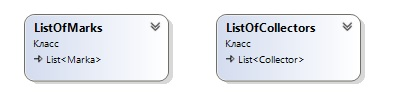 ListOfMarks
Класс
List<Marka>
ListOfCollectors
Класс
List<Collector>